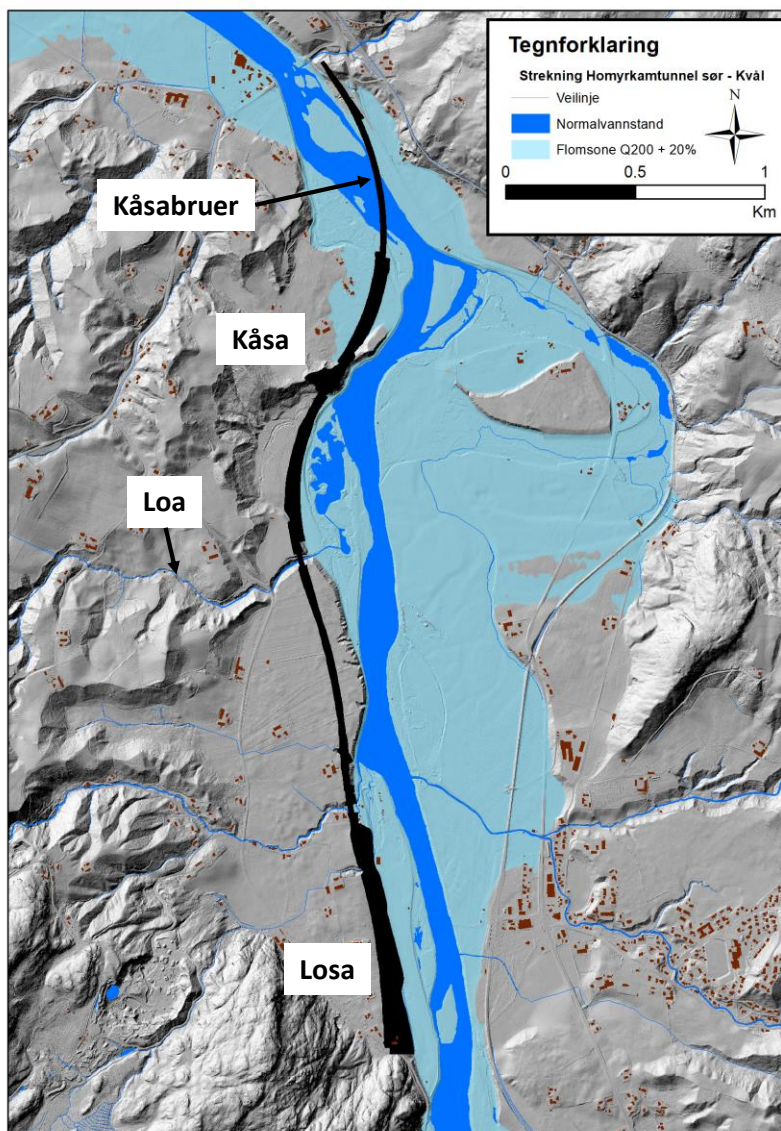 Tegnforklaring
Strekning Homyrkamtunnel sør - Kvål
Veilinje
Normalvannstand
Flomsone Q200 + 20%
N
0 0.5 1
Km
Kåsabruer
Kåsa
Loa
Losa